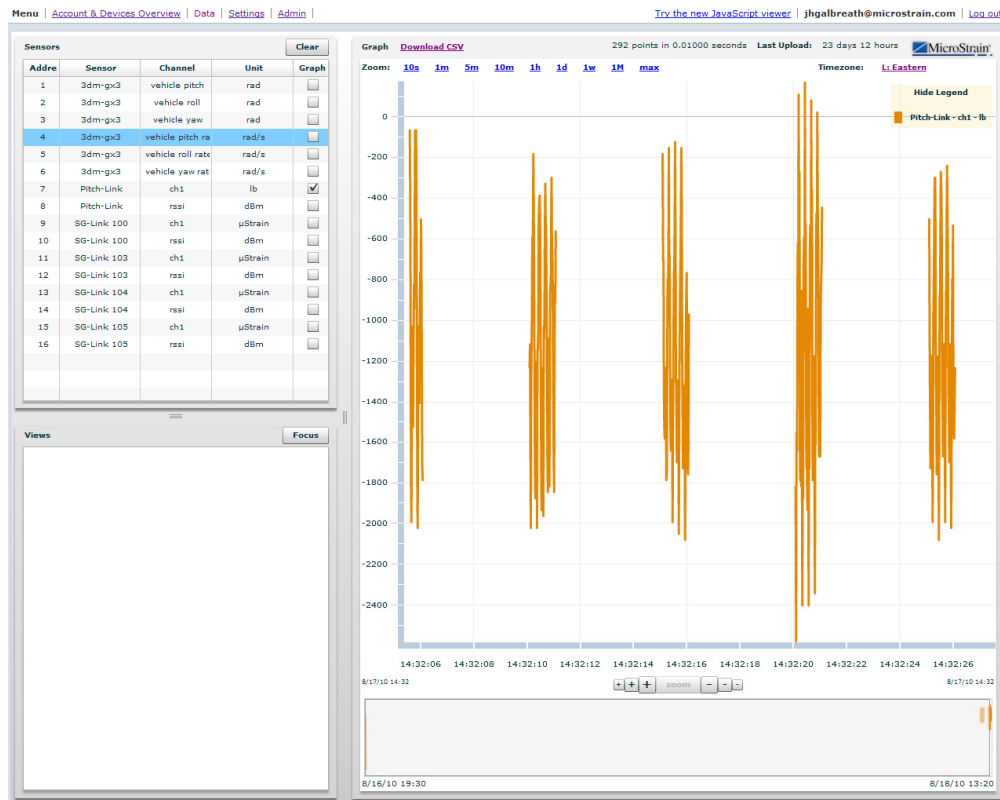 Menu | Account & Devices Overview | Data | Settings | Admin |
Try the new JavaScript viewer | jhgalbreath@microstrain.com | Log out
Sensors Clear
Addre Sensor Channel Unit Graph
1 3dm-gx3 vehicle pitch rad
2 3dm-gx3 vehicle roll rad
3 3dm-gx3 vehicle yaw rad
4 3dm-gx3 vehicle pitch ra rad/s
5 3dm-gx3 vehicle roll rate rad/s
6 3dm-gx3 vehicle yaw rat rad/s
7 Pitch-Link ch1 lb
8 Pitch-Link rssi dBm
9 SG-Link 100 ch1 µStrain
10 SG-Link 100 rssi dBm
11 SG-Link 103 ch1 µStrain
12 SG-Link 103 rssi dBm
13 SG-Link 104 ch1 µStrain
14 SG-Link 104 rssi dBm
15 SG-Link 105 ch1 µStrain
16 SG-Link 105 rssi dBm
Views Focus
Graph Download CSV 292 points in 0.01000 seconds Last Upload: 23 days 12 hours MicroStrain®
Zoom: 10s 1m 5m 10m 1h 1d 1w 1M max Timezone: L: Eastern
Hide Legend
Pitch-Link - ch1 - lb
0
-200
-400
-600
-800
-1000
-1200
-1400
-1600
-1800
-2000
-2200
-2400
14:32:06 14:32:08 14:32:10 14:32:12 14:32:14 14:32:16 14:32:18 14:32:20 14:32:22 14:32:24 14:32:26
8/17/10 14:32 + + + zoom - - - 8/17/10 14:32
8/16/10 19:30 8/18/10 13:20